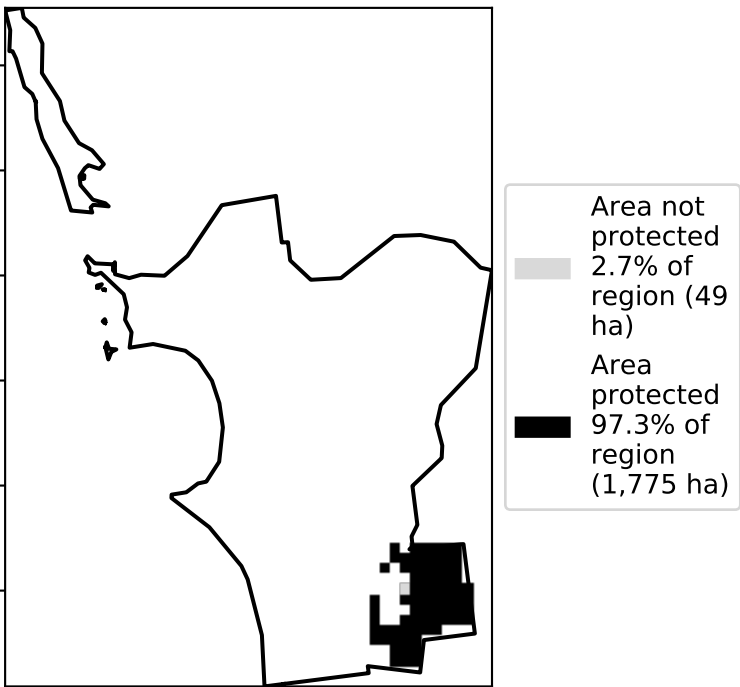 Area not
protected
2.7% of
region (49
ha)
Area
protected
97.3% of
region
(1,775 ha)